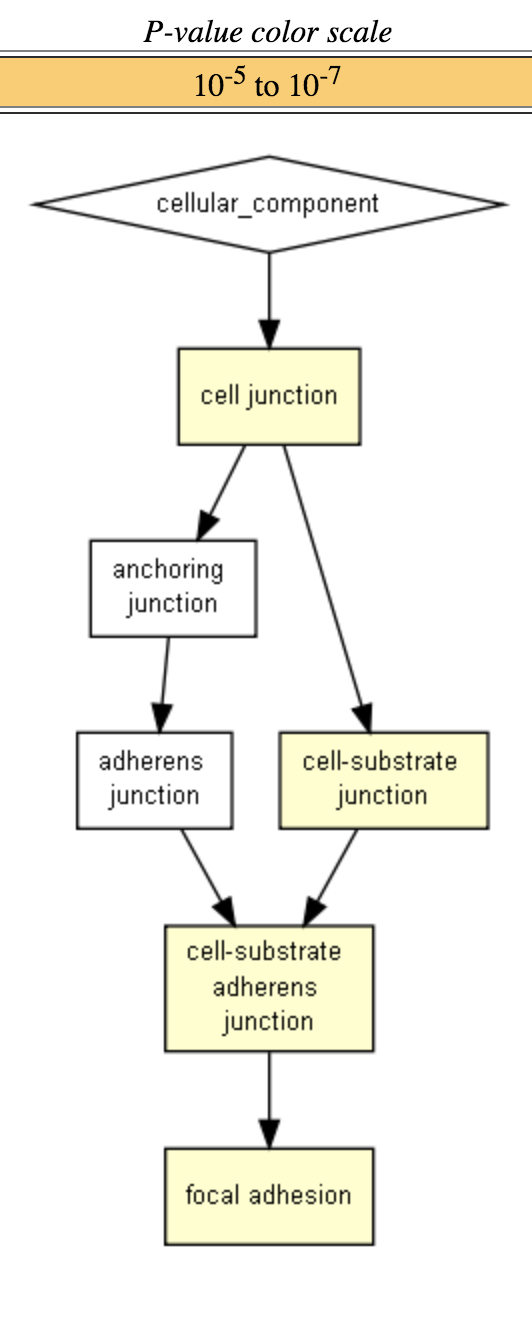 P-value color scale
10⁻⁵ to 10⁻⁷
cellular_component
cell junction
anchoring
junction
adherens
junction
cell-substrate
junction
cell-substrate
adherens
junction
focal adhesion